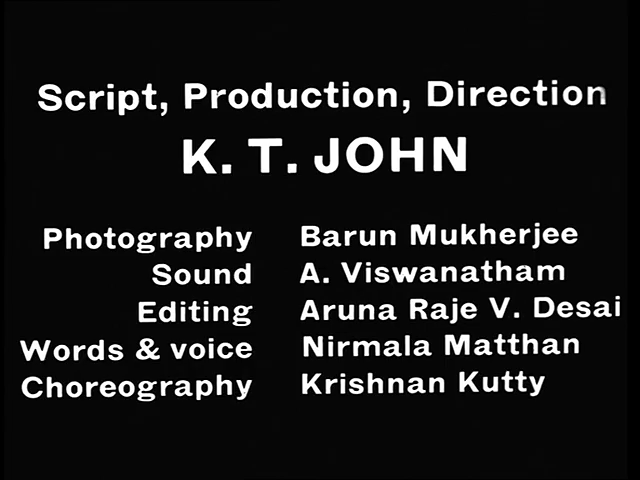 Script, Production, Direction
K. T. JOHN
Photography Barun Mukherjee
Sound A. Viswanatham
Editing Aruna Raje V. Desai
Words & voice Nirmala Matthan
Choreography Krishnan Kutty